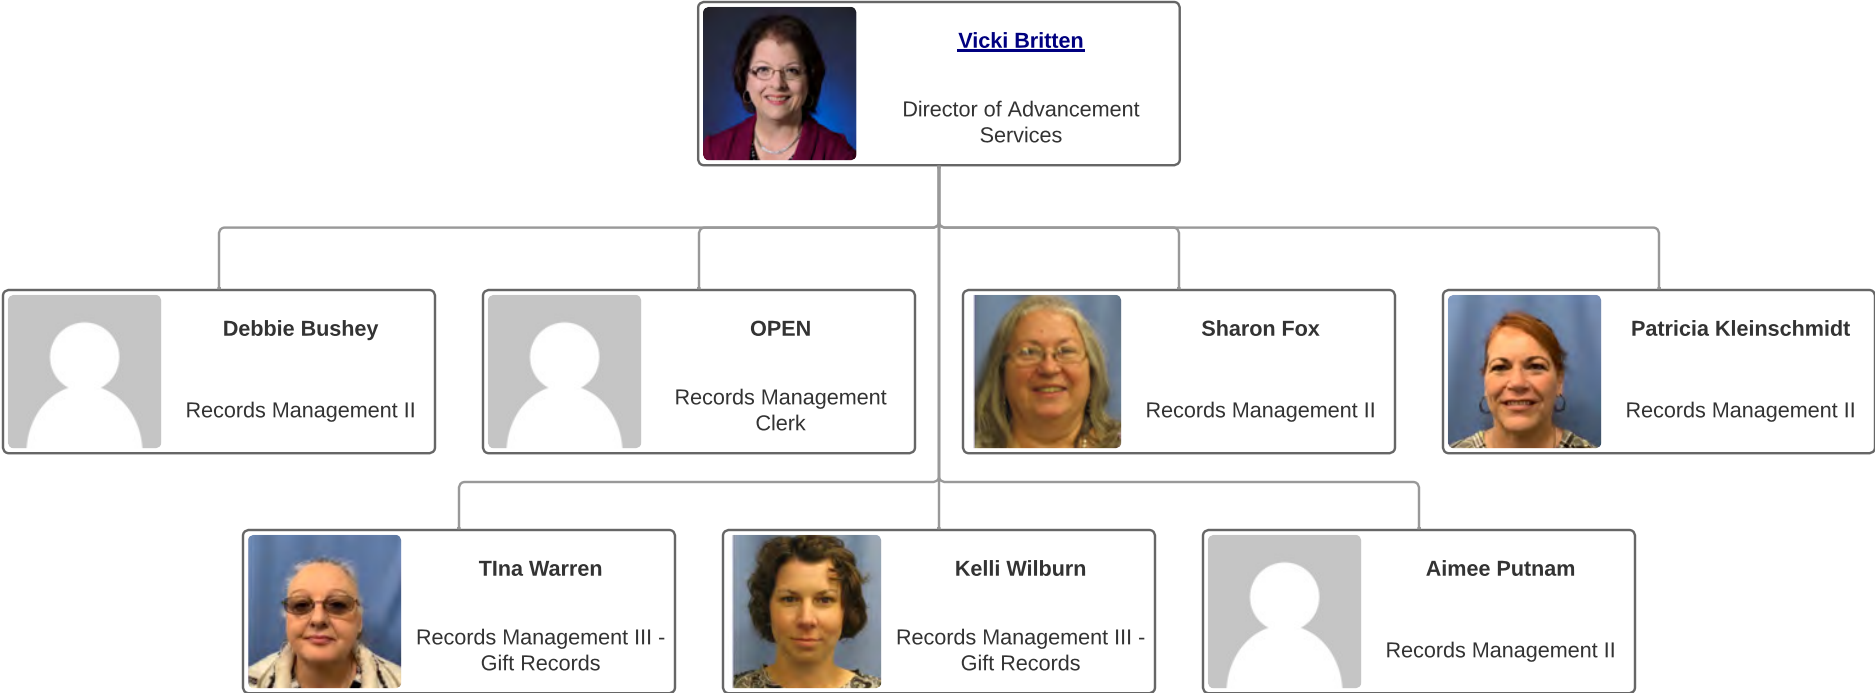 Vicki Britten
Director of Advancement
Services
Debbie Bushey
Records Management II
OPEN
Records Management
Clerk
Sharon Fox
Records Management II
Patricia Kleinschmidt
Records Management II
TIna Warren
Records Management III -
Gift Records
Kelli Wilburn
Records Management III -
Gift Records
Aimee Putnam
Records Management II